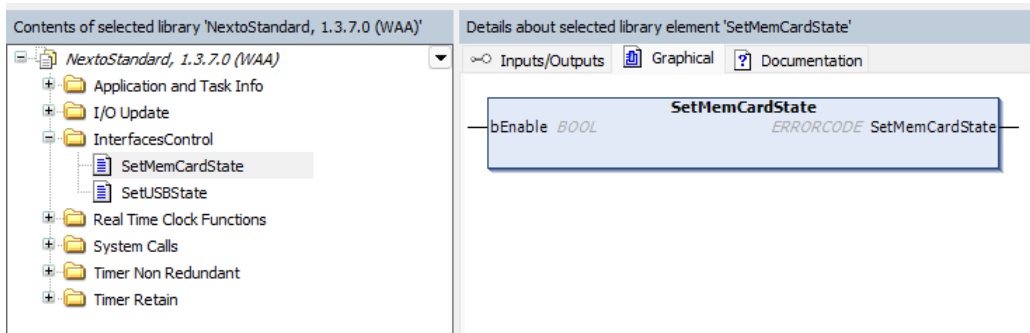 Contents of selected library 'NextoStandard, 1.3.7.0 (WAA)'
NextoStandard, 1.3.7.0 (WAA)
Application and Task Info
I/O Update
InterfacesControl
SetMemCardState
SetUSBState
Real Time Clock Functions
System Calls
Timer Non Redundant
Timer Retain
Details about selected library element 'SetMemCardState'
Inputs/Outputs Graphical Documentation
SetMemCardState
bEnable BOOL ERRORCODE SetMemCardState